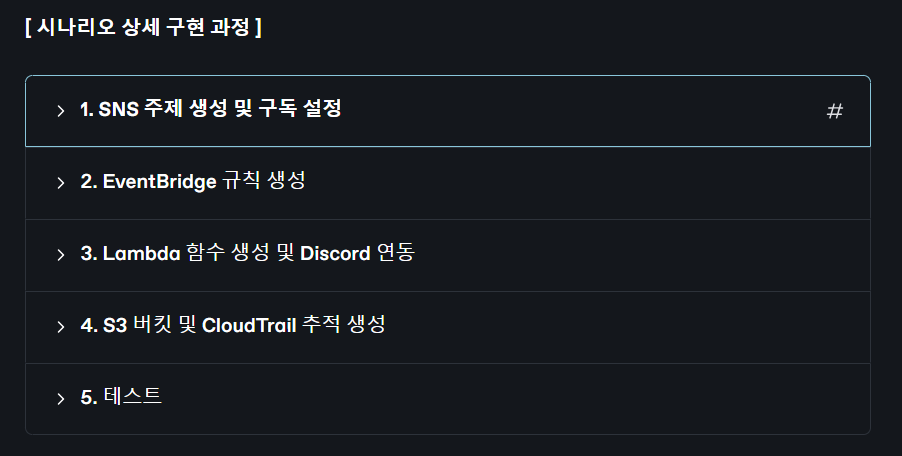 [ 시나리오 상세 구현 과정 ]
1. SNS 주제 생성 및 구독 설정 #
2. EventBridge 규칙 생성
3. Lambda 함수 생성 및 Discord 연동
4. S3 버킷 및 CloudTrail 추적 생성
5. 테스트